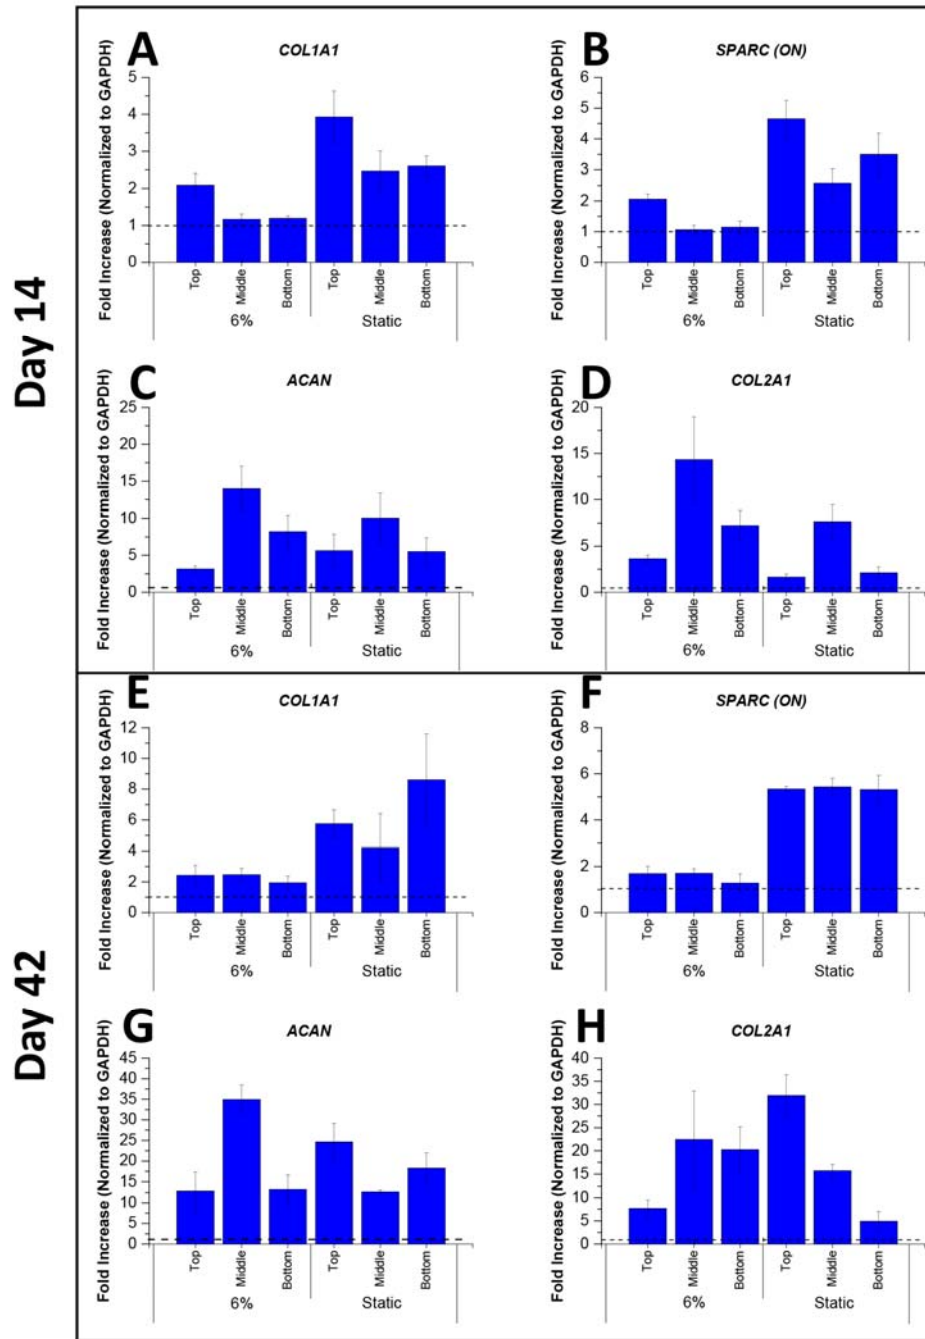 Day 14
A
COL1A1
Fold Increase (Normalized to GAPDH)
5
4
3
2
1
0
Top
Middle
Bottom
Top
Middle
Bottom
6%
Static
B
SPARC (ON)
Fold Increase (Normalized to GAPDH)
6
5
4
3
2
1
0
Top
Middle
Bottom
Top
Middle
Bottom
6%
Static
C
ACAN
Fold Increase (Normalized to GAPDH)
25
20
15
10
5
0
Top
Middle
Bottom
Top
Middle
Bottom
6%
Static
D
COL2A1
Fold Increase (Normalized to GAPDH)
20
15
10
5
0
Top
Middle
Bottom
Top
Middle
Bottom
6%
Static
Day 42
E
COL1A1
Fold Increase (Normalized to GAPDH)
12
10
8
6
4
2
0
Top
Middle
Bottom
Top
Middle
Bottom
6%
Static
F
SPARC (ON)
Fold Increase (Normalized to GAPDH)
8
6
4
2
0
Top
Middle
Bottom
Top
Middle
Bottom
6%
Static
G
ACAN
Fold Increase (Normalized to GAPDH)
45
40
35
30
25
20
15
10
5
0
Top
Middle
Bottom
Top
Middle
Bottom
6%
Static
H
COL2A1
Fold Increase (Normalized to GAPDH)
40
35
30
25
20
15
10
5
0
Top
Middle
Bottom
Top
Middle
Bottom
6%
Static